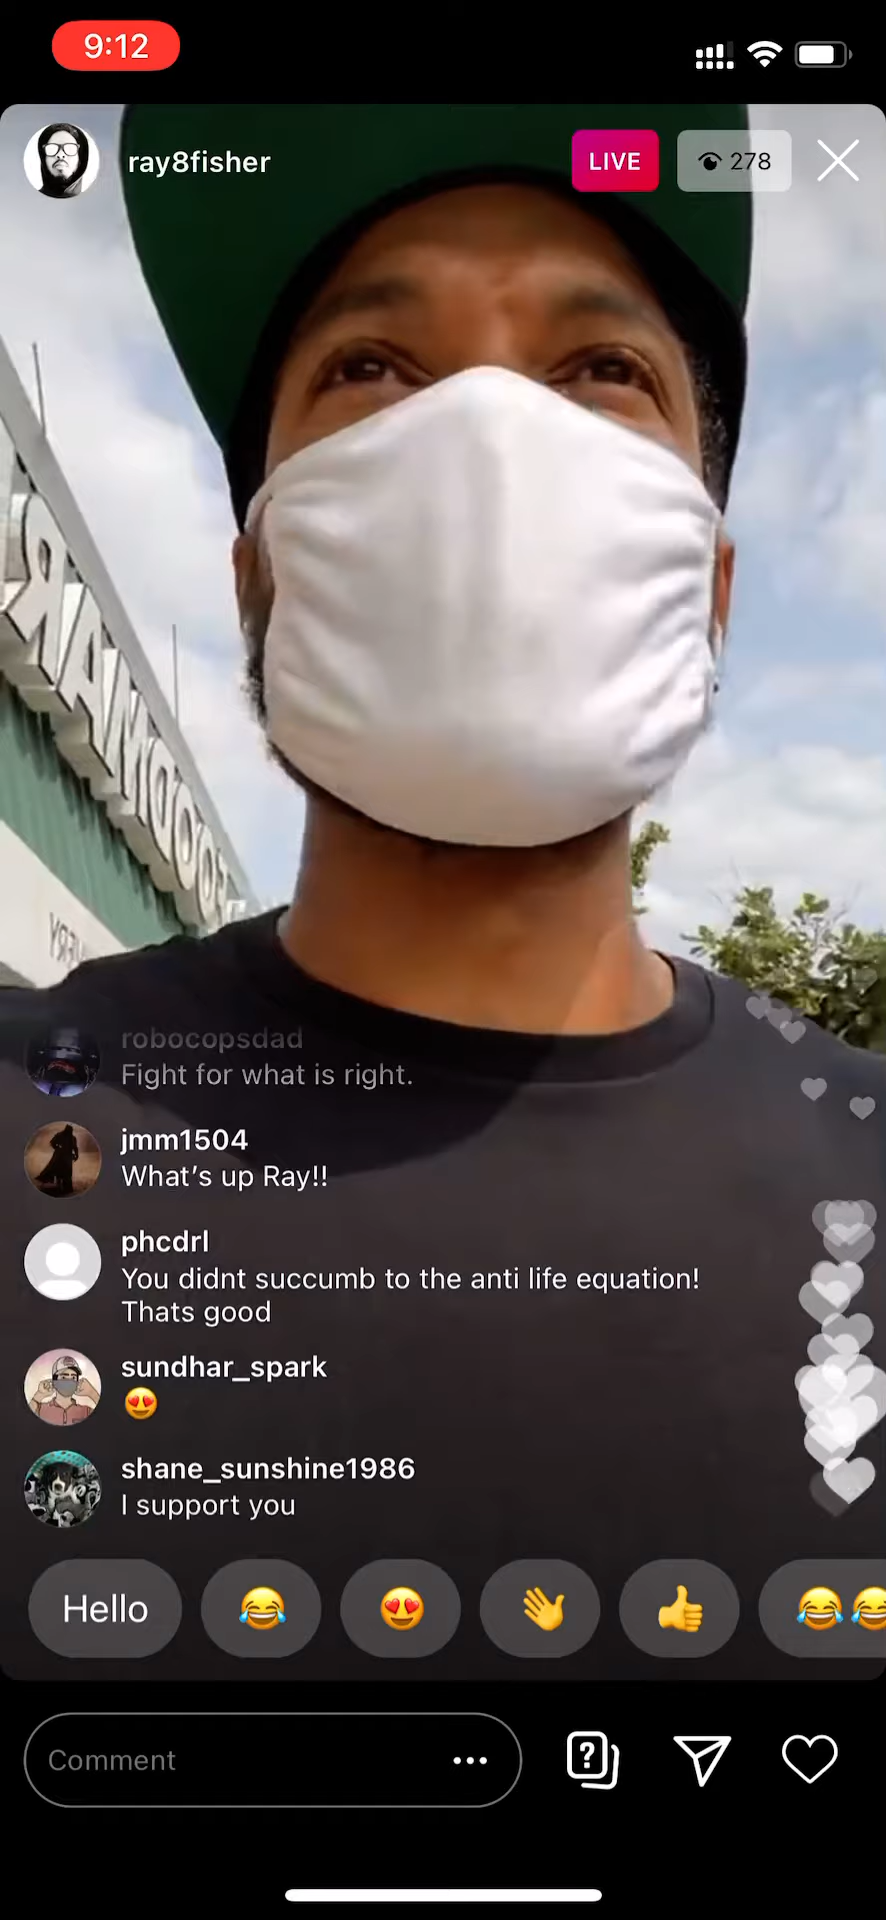 9:12
ray8fisher
LIVE
278
FOODMART
robocopsdad
Fight for what is right.
jmm1504
What's up Ray!!
phcdrl
You didnt succumb to the anti life equation!
Thats good
sundhar_spark
😍
shane_sunshine1986
I support you
Hello 😂 😍 👋 👍 😂😂
Comment